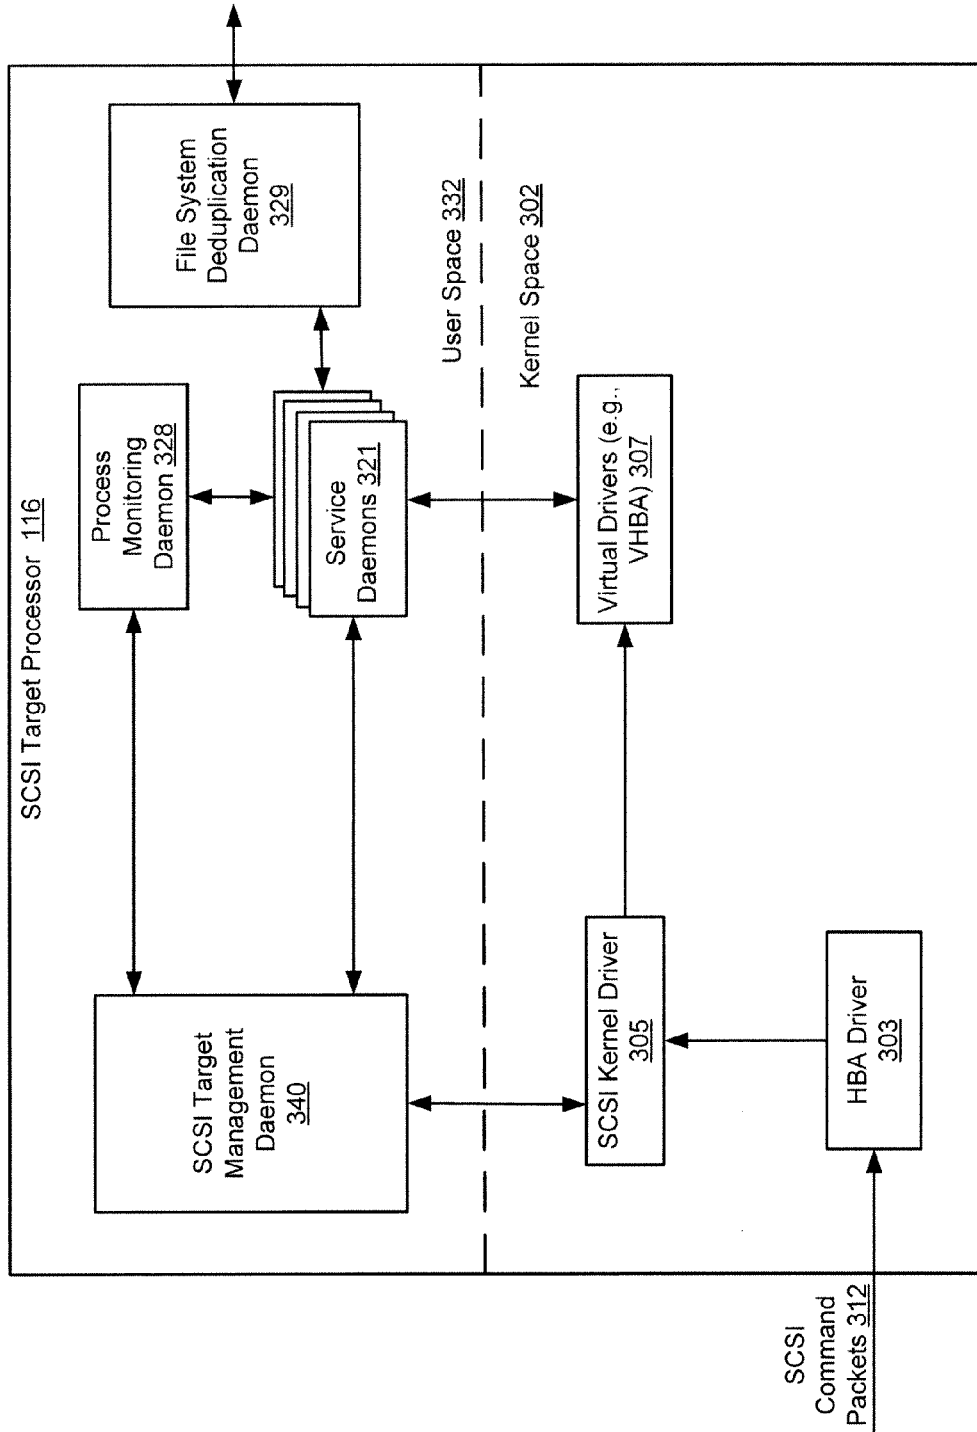 SCSI Target Processor 116
SCSI Target
Management
Daemon
340
Process
Monitoring
Daemon 328
Service
Daemons 321
File System
Deduplication
Daemon
329
User Space 332
Kernel Space 302
SCSI Kernel Driver
305
Virtual Drivers (e.g.,
VHBA) 307
HBA Driver
303
SCSI
Command
Packets 312